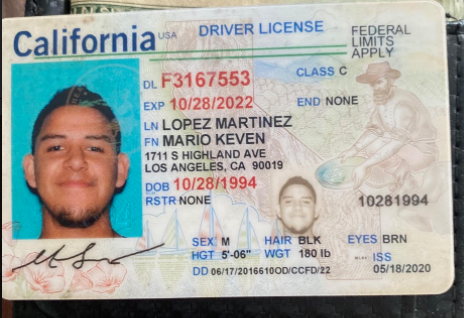 California USA DRIVER LICENSE
FEDERAL
LIMITS
APPLY
DL F3167553 CLASS C
EXP 10/28/2022 END NONE
LN LOPEZ MARTINEZ
FN MARIO KEVEN
1711 S HIGHLAND AVE
LOS ANGELES, CA 90019
DOB 10/28/1994
RSTR NONE 10281994
SEX M HAIR BLK EYES BRN
HGT 5'-06" WGT 180 lb ISS
DD 06/17/2016610OD/CCFD/22 05/18/2020